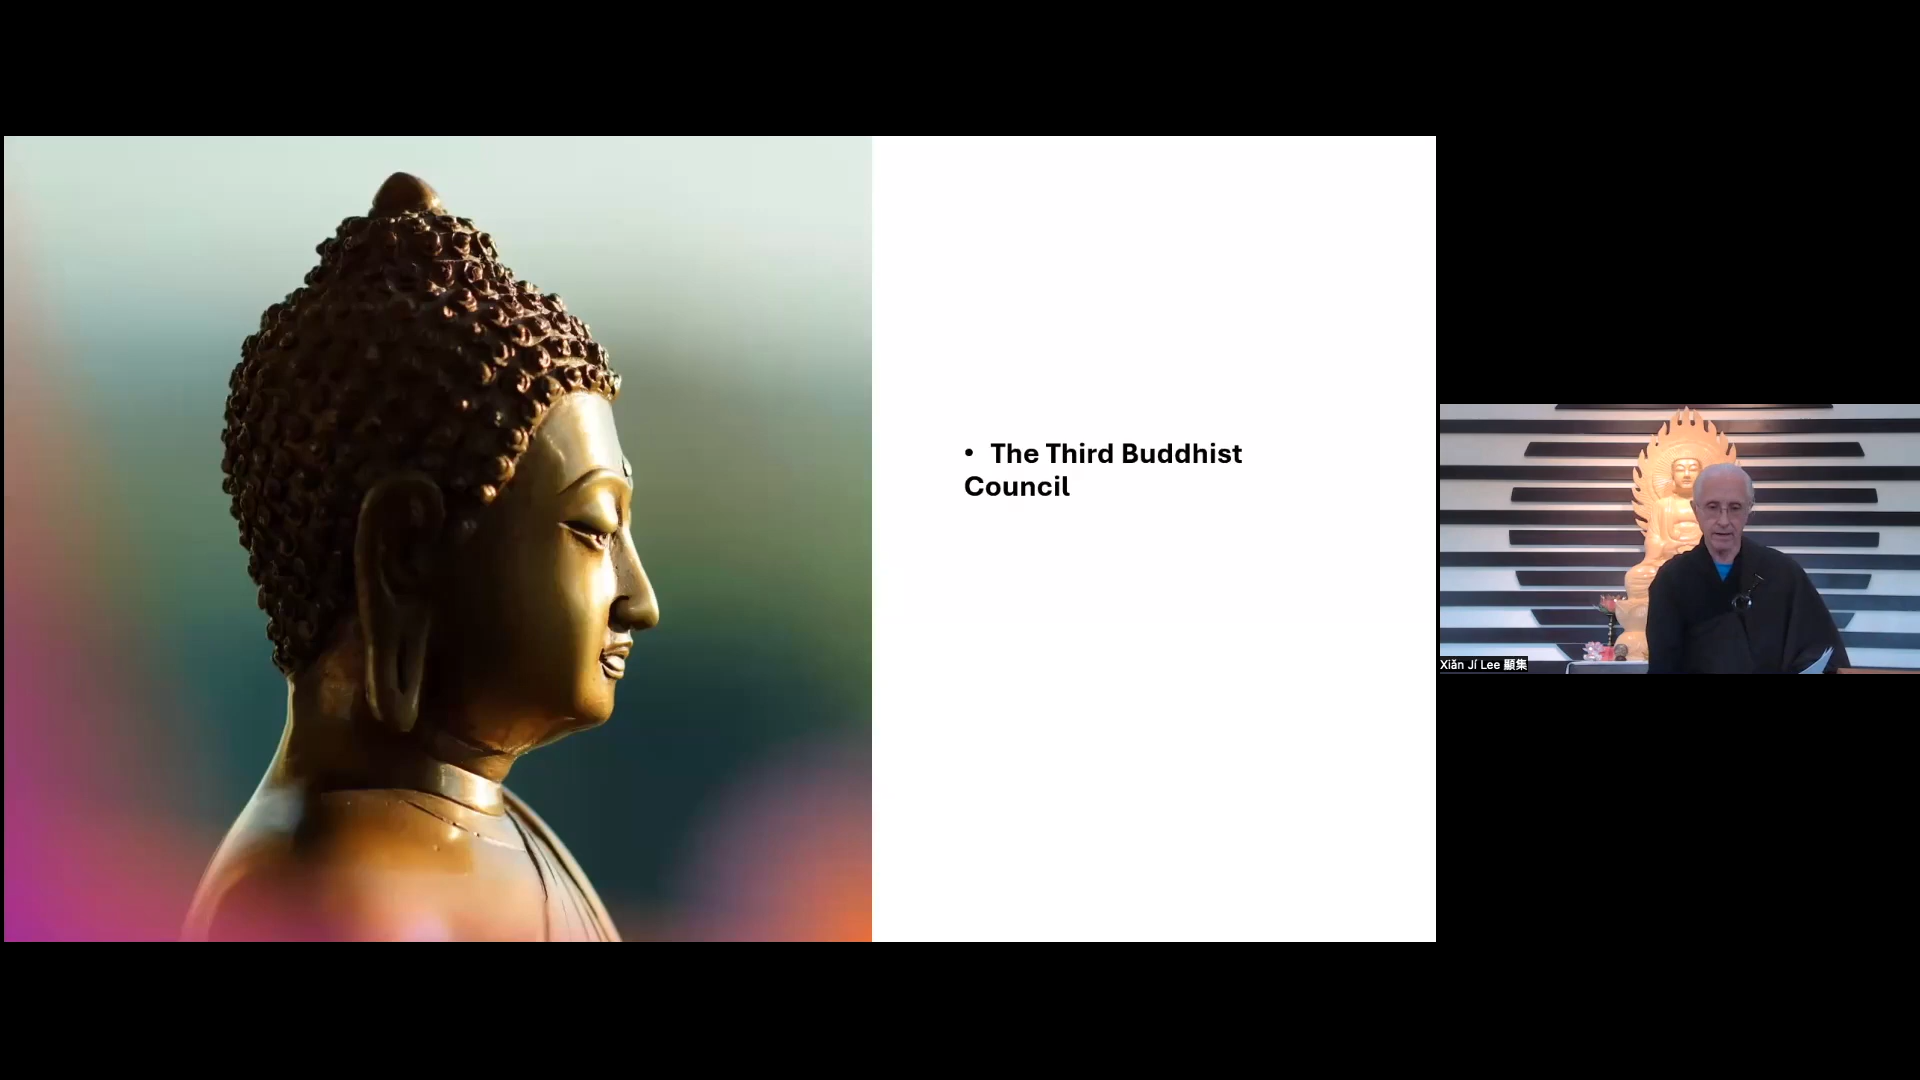 • The Third Buddhist
Council
Xiǎn Jí Lee 顯集